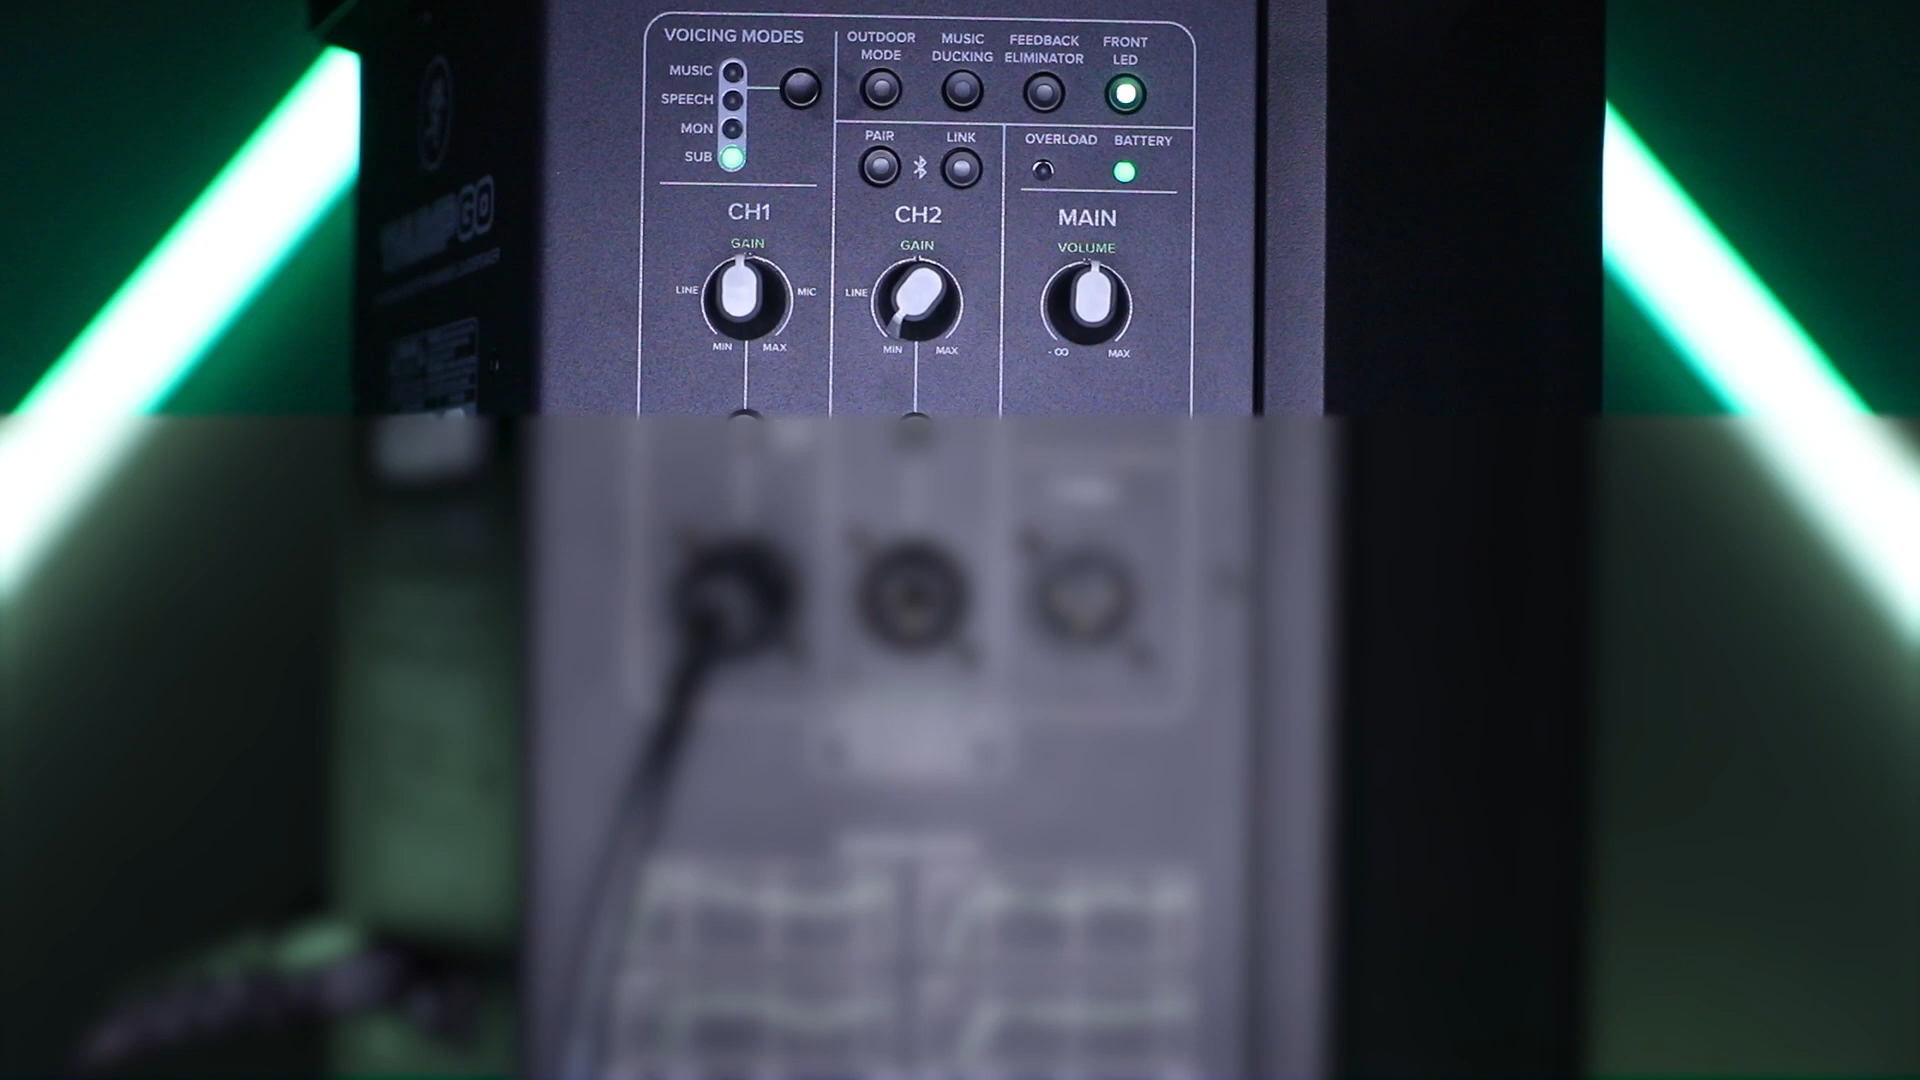 VOICING MODES
MUSIC
SPEECH
MON
SUB
OUTDOOR
MODE
MUSIC
DUCKING
FEEDBACK
ELIMINATOR
FRONT
LED
PAIR
LINK
OVERLOAD
BATTERY
CH1
GAIN
LINE
MIC
MIN
MAX
CH2
GAIN
LINE
MIN
MAX
MAIN
VOLUME
-∞
MAX